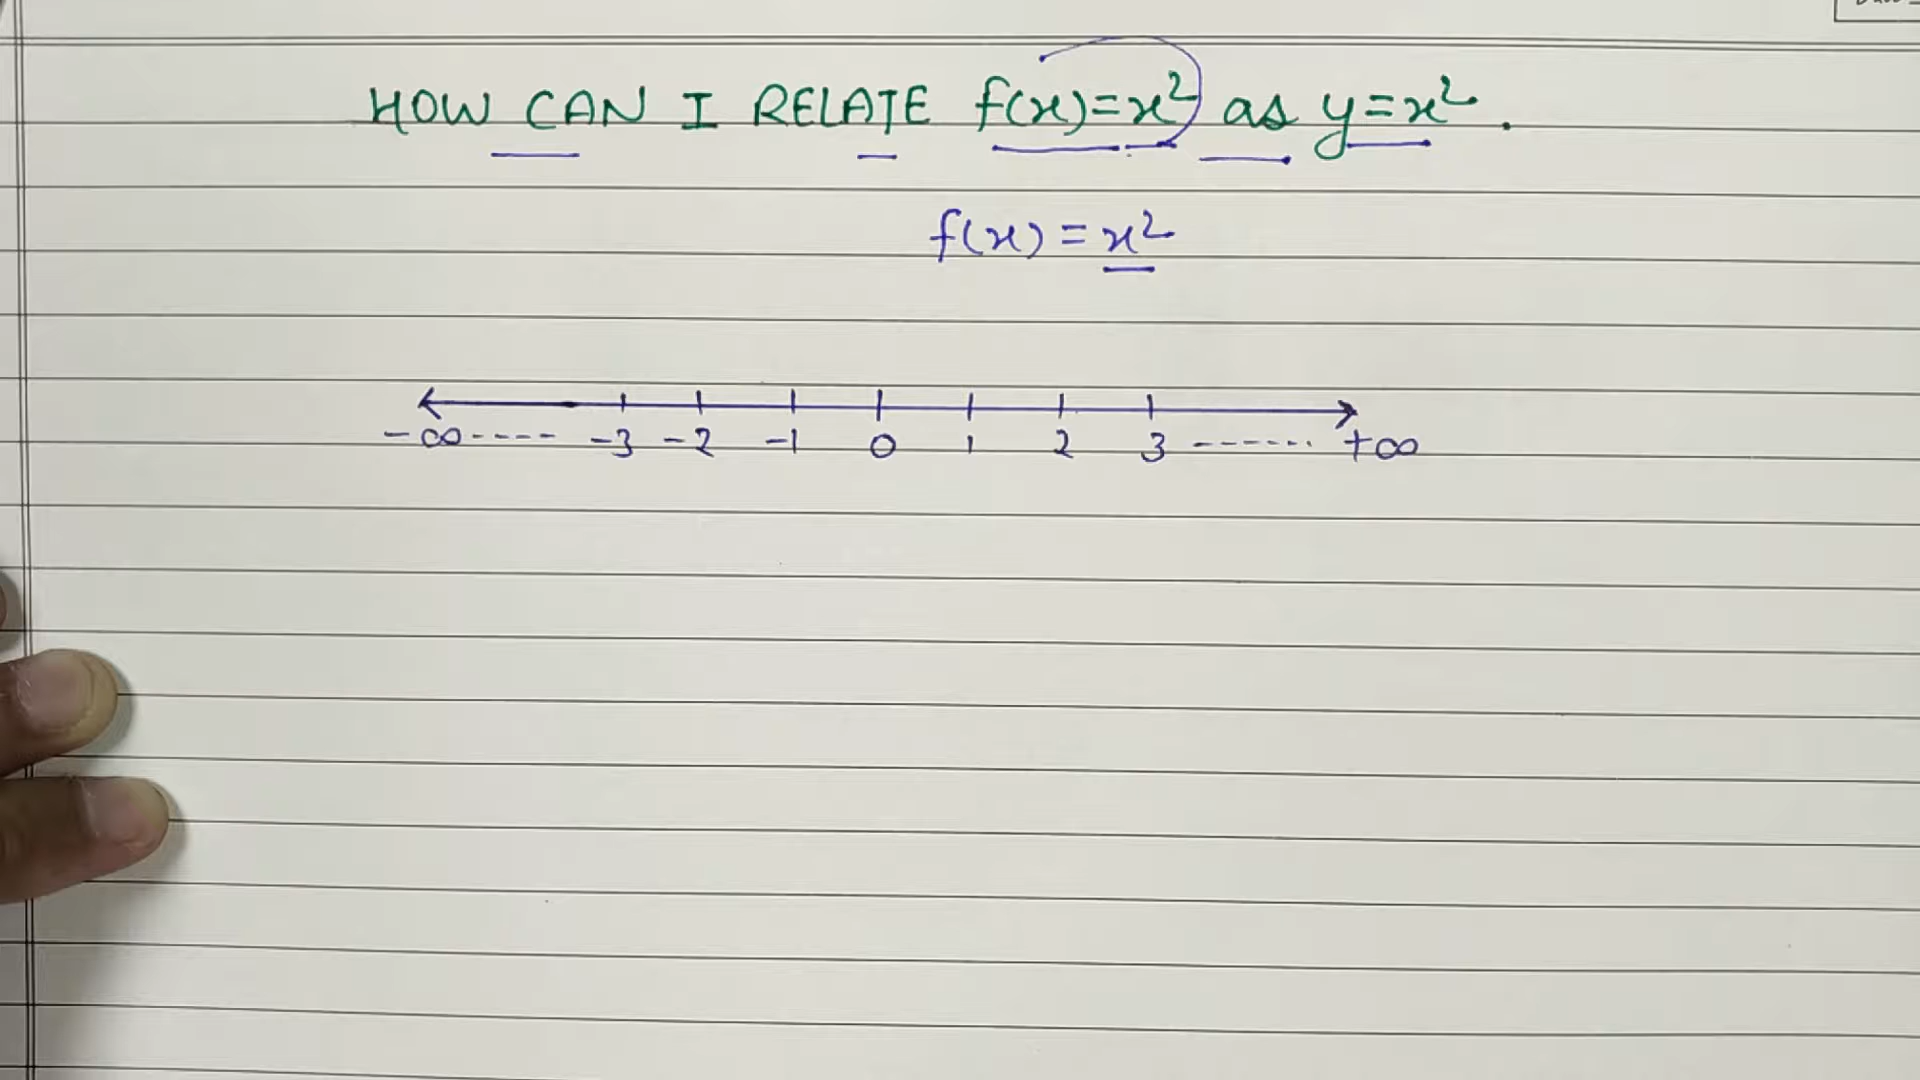 HOW CAN I RELATE f(x)=x² as y=x².
f(x) = x²
-∞---- -3 -2 -1 0 1 2 3 ------ +∞